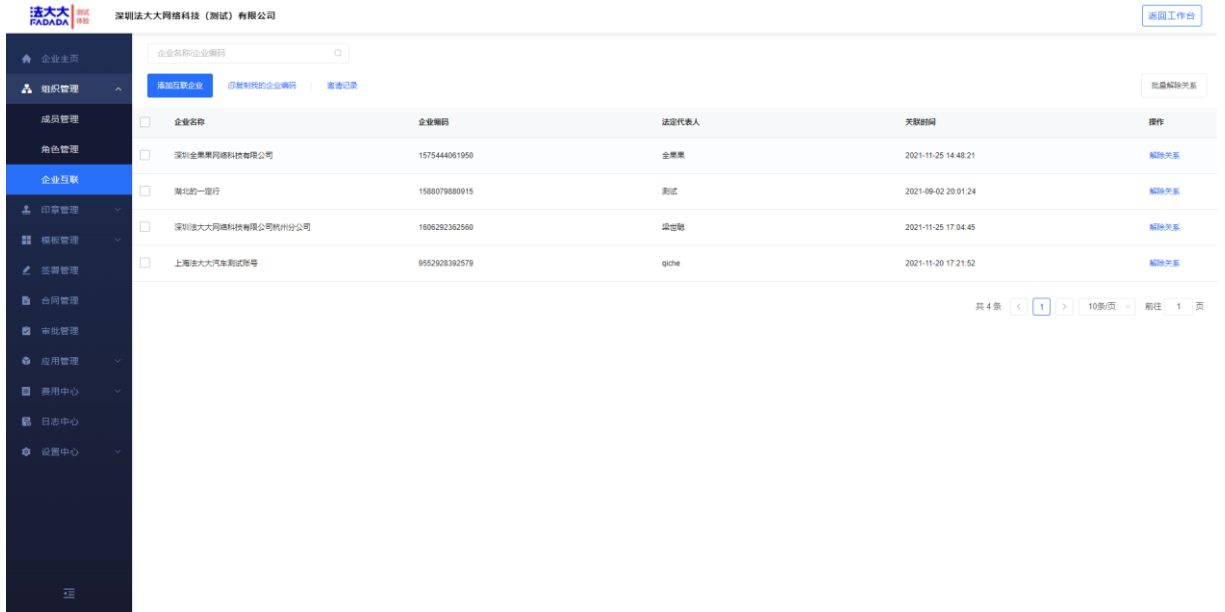 法大大 测试
FADADA 体验
深圳法大大网络科技（测试）有限公司
返回工作台
企业主页
组织管理
成员管理
角色管理
企业互联
印章管理
模板管理
签署管理
合同管理
审批管理
应用管理
费用中心
日志中心
设置中心
企业名称/企业编码
添加互联企业 复制我的企业编码 邀请记录 批量解除关系
企业名称 企业编码 法定代表人 关联时间 操作
深圳全果果网络科技有限公司 1575444061950 全果果 2021-11-25 14:48:21 解除关系
湖北的一定行 1588079880915 测试 2021-09-02 20:01:24 解除关系
深圳法大大网络科技有限公司杭州分公司 1606292362560 梁世聪 2021-11-25 17:04:45 解除关系
上海法大大汽车测试账号 9552928392579 qiche 2021-11-20 17:21:52 解除关系
共 4 条 < 1 > 10条/页 前往 1 页